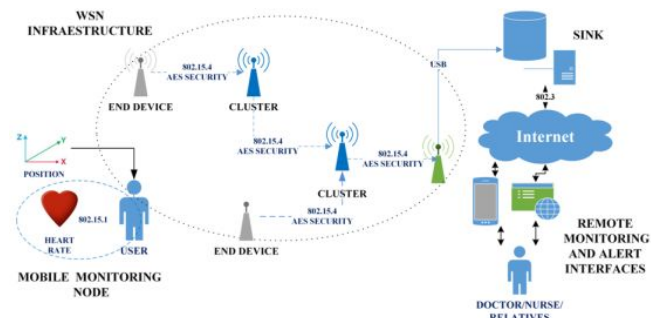 WSN
INFRAESTRUCTURE
802.15.4
AES SECURITY
END DEVICE
CLUSTER
802.15.4
AES SECURITY
802.15.4
AES SECURITY
CLUSTER
802.15.4
AES SECURITY
END DEVICE
USB
SINK
802.3
Internet
Z
Y
X
POSITION
HEART
RATE
802.15.1
USER
MOBILE MONITORING
NODE
REMOTE
MONITORING
AND ALERT
INTERFACES
DOCTOR/NURSE/
RELATIVES